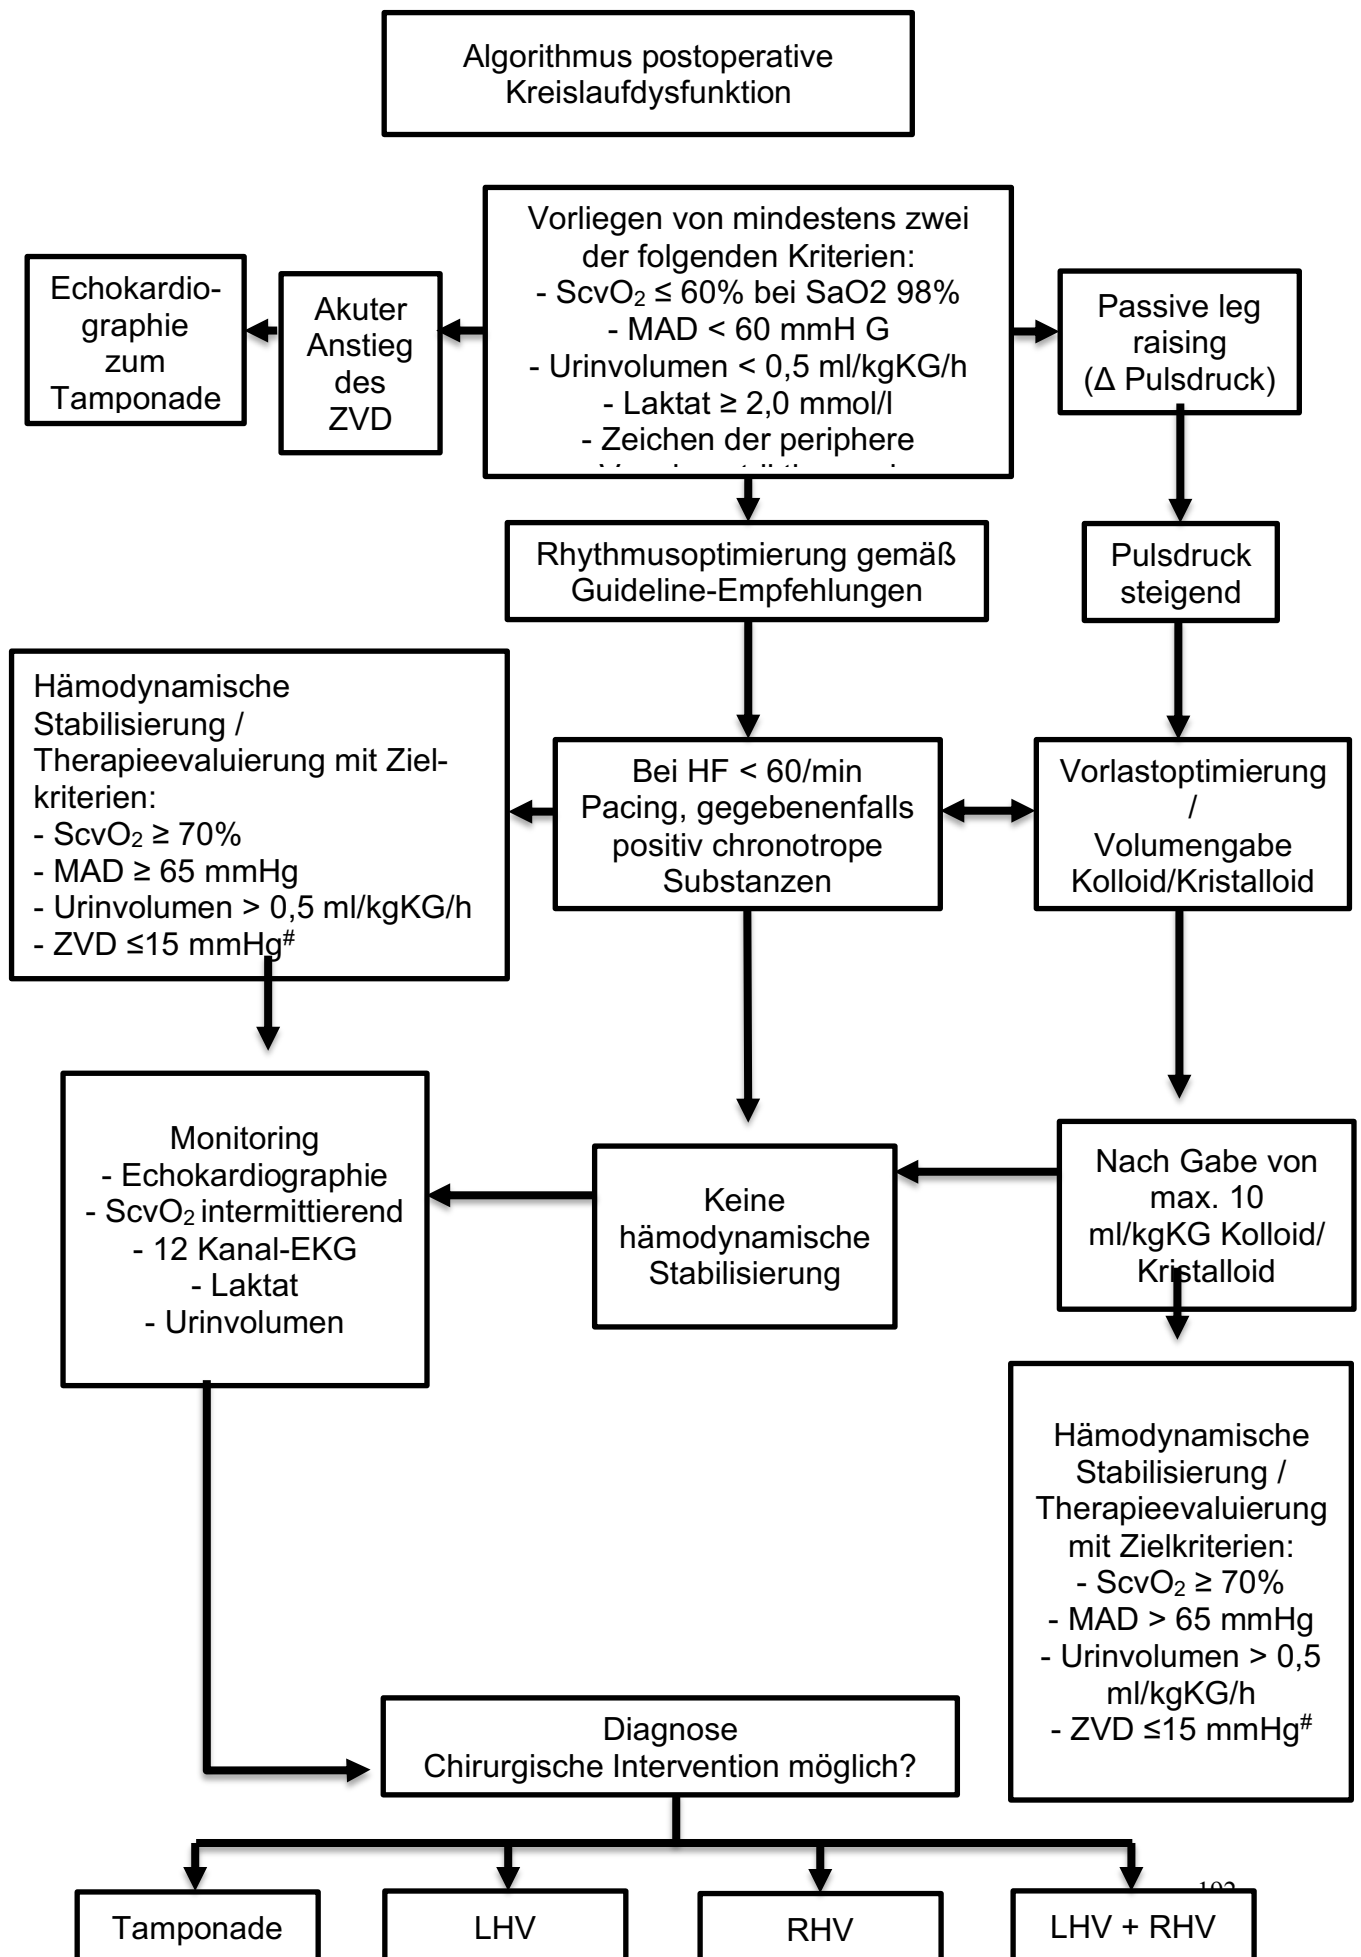 Algorithmus postoperative
Kreislaufdysfunktion
Vorliegen von mindestens zwei
der folgenden Kriterien:
- ScvO₂ ≤ 60% bei SaO2 98%
- MAD < 60 mmH G
- Urinvolumen < 0,5 ml/kgKG/h
- Laktat ≥ 2,0 mmol/l
- Zeichen der periphere
Echokardio-
graphie
zum
Tamponade
Akuter
Anstieg
des
ZVD
Passive leg
raising
(Δ Pulsdruck)
Rhythmusoptimierung gemäß
Guideline-Empfehlungen
Pulsdruck
steigend
Hämodynamische
Stabilisierung /
Therapieevaluierung mit Ziel-
kriterien:
- ScvO₂ ≥ 70%
- MAD ≥ 65 mmHg
- Urinvolumen > 0,5 ml/kgKG/h
- ZVD ≤15 mmHg#
Bei HF < 60/min
Pacing, gegebenenfalls
positiv chronotrope
Substanzen
Vorlastoptimierung
/
Volumengabe
Kolloid/Kristalloid
Monitoring
- Echokardiographie
- ScvO₂ intermittierend
- 12 Kanal-EKG
- Laktat
- Urinvolumen
Keine
hämodynamische
Stabilisierung
Nach Gabe von
max. 10
ml/kgKG Kolloid/
Kristalloid
Hämodynamische
Stabilisierung /
Therapieevaluierung
mit Zielkriterien:
- ScvO₂ ≥ 70%
- MAD > 65 mmHg
- Urinvolumen > 0,5
ml/kgKG/h
- ZVD ≤15 mmHg#
Diagnose
Chirurgische Intervention möglich?
Tamponade
LHV
RHV
LHV + RHV